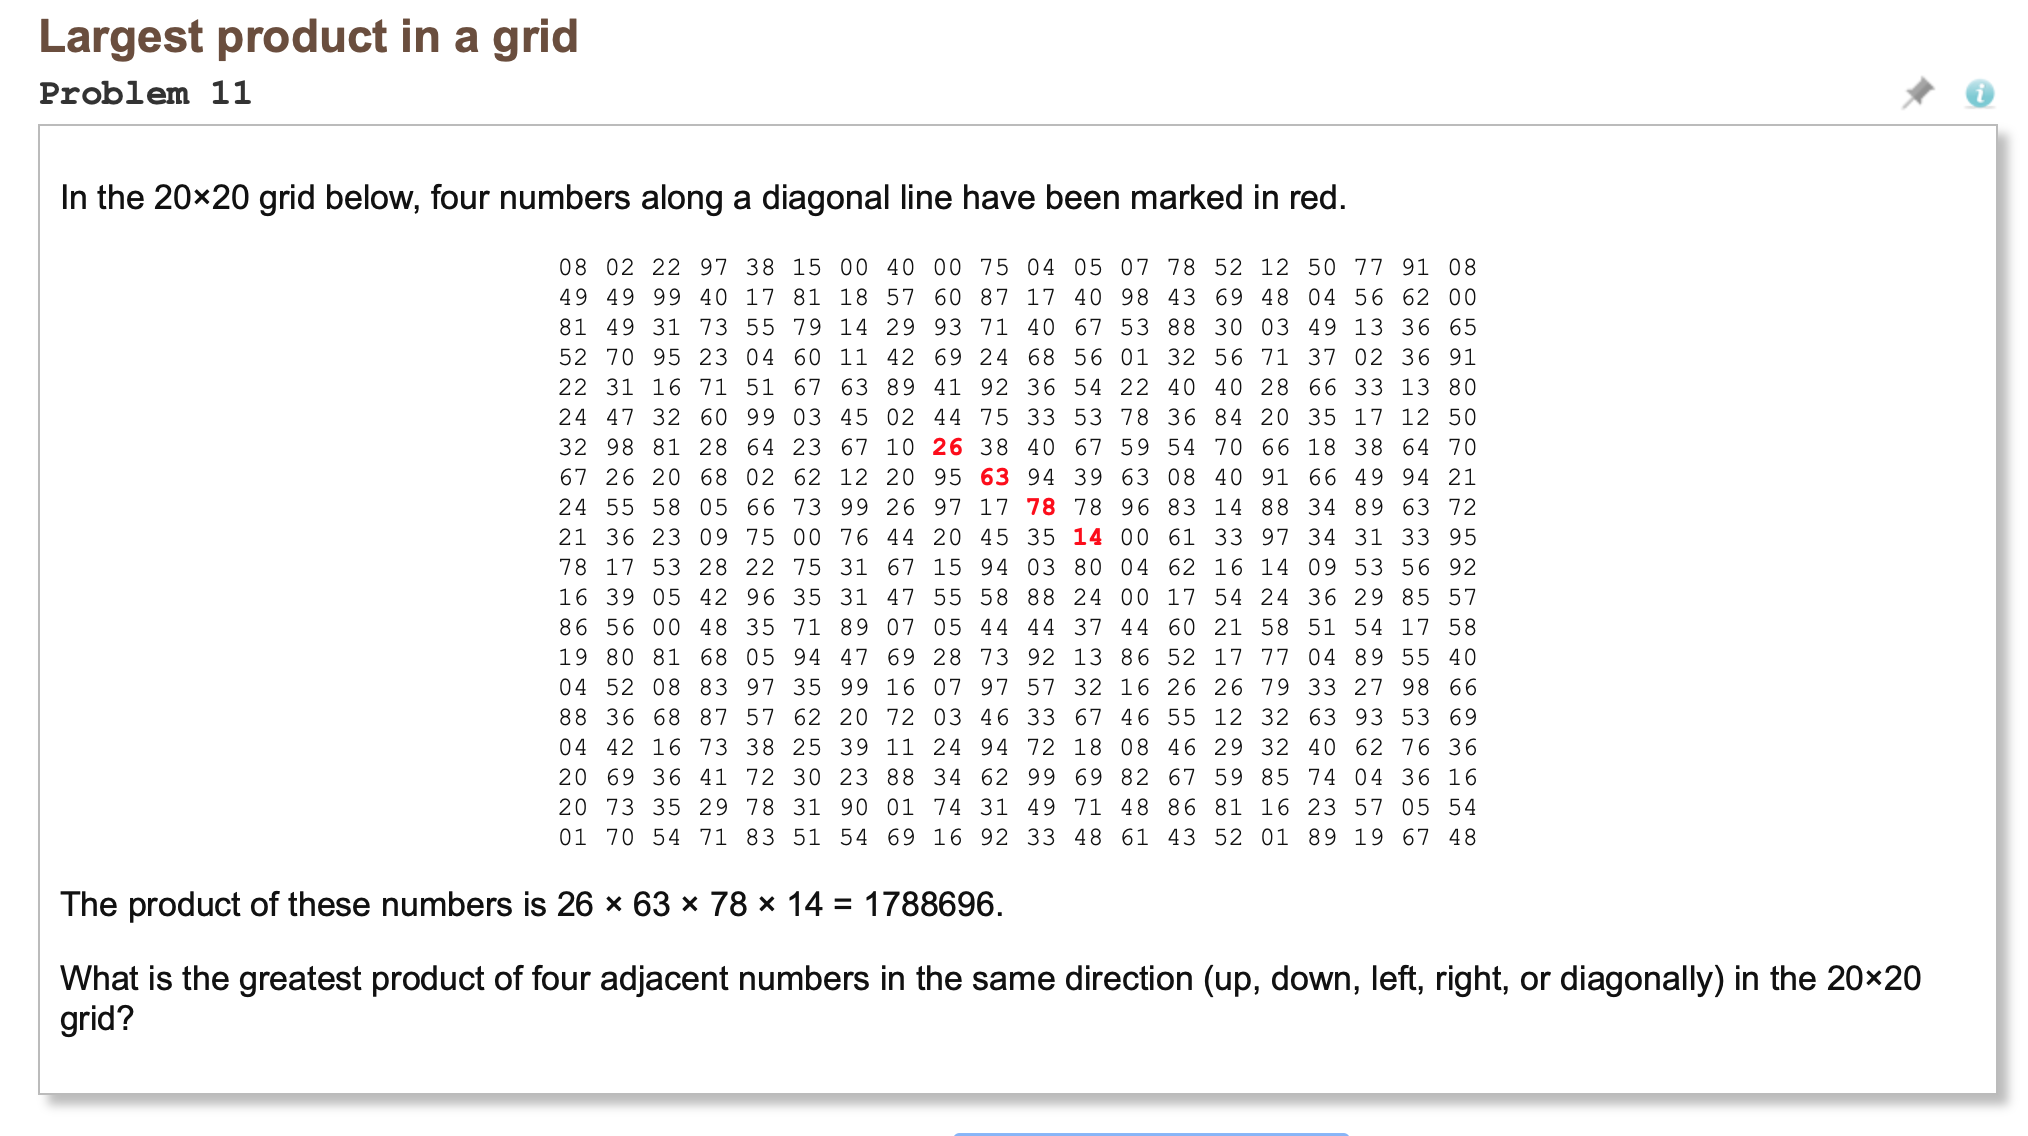 Largest product in a grid
Problem 11
In the 20×20 grid below, four numbers along a diagonal line have been marked in red.
08 02 22 97 38 15 00 40 00 75 04 05 07 78 52 12 50 77 91 08
49 49 99 40 17 81 18 57 60 87 17 40 98 43 69 48 04 56 62 00
81 49 31 73 55 79 14 29 93 71 40 67 53 88 30 03 49 13 36 65
52 70 95 23 04 60 11 42 69 24 68 56 01 32 56 71 37 02 36 91
22 31 16 71 51 67 63 89 41 92 36 54 22 40 40 28 66 33 13 80
24 47 32 60 99 03 45 02 44 75 33 53 78 36 84 20 35 17 12 50
32 98 81 28 64 23 67 10 26 38 40 67 59 54 70 66 18 38 64 70
67 26 20 68 02 62 12 20 95 63 94 39 63 08 40 91 66 49 94 21
24 55 58 05 66 73 99 26 97 17 78 78 96 83 14 88 34 89 63 72
21 36 23 09 75 00 76 44 20 45 35 14 00 61 33 97 34 31 33 95
78 17 53 28 22 75 31 67 15 94 03 80 04 62 16 14 09 53 56 92
16 39 05 42 96 35 31 47 55 58 88 24 00 17 54 24 36 29 85 57
86 56 00 48 35 71 89 07 05 44 44 37 44 60 21 58 51 54 17 58
19 80 81 68 05 94 47 69 28 73 92 13 86 52 17 77 04 89 55 40
04 52 08 83 97 35 99 16 07 97 57 32 16 26 26 79 33 27 98 66
88 36 68 87 57 62 20 72 03 46 33 67 46 55 12 32 63 93 53 69
04 42 16 73 38 25 39 11 24 94 72 18 08 46 29 32 40 62 76 36
20 69 36 41 72 30 23 88 34 62 99 69 82 67 59 85 74 04 36 16
20 73 35 29 78 31 90 01 74 31 49 71 48 86 81 16 23 57 05 54
01 70 54 71 83 51 54 69 16 92 33 48 61 43 52 01 89 19 67 48
The product of these numbers is 26 × 63 × 78 × 14 = 1788696.
What is the greatest product of four adjacent numbers in the same direction (up, down, left, right, or diagonally) in the 20×20
grid?